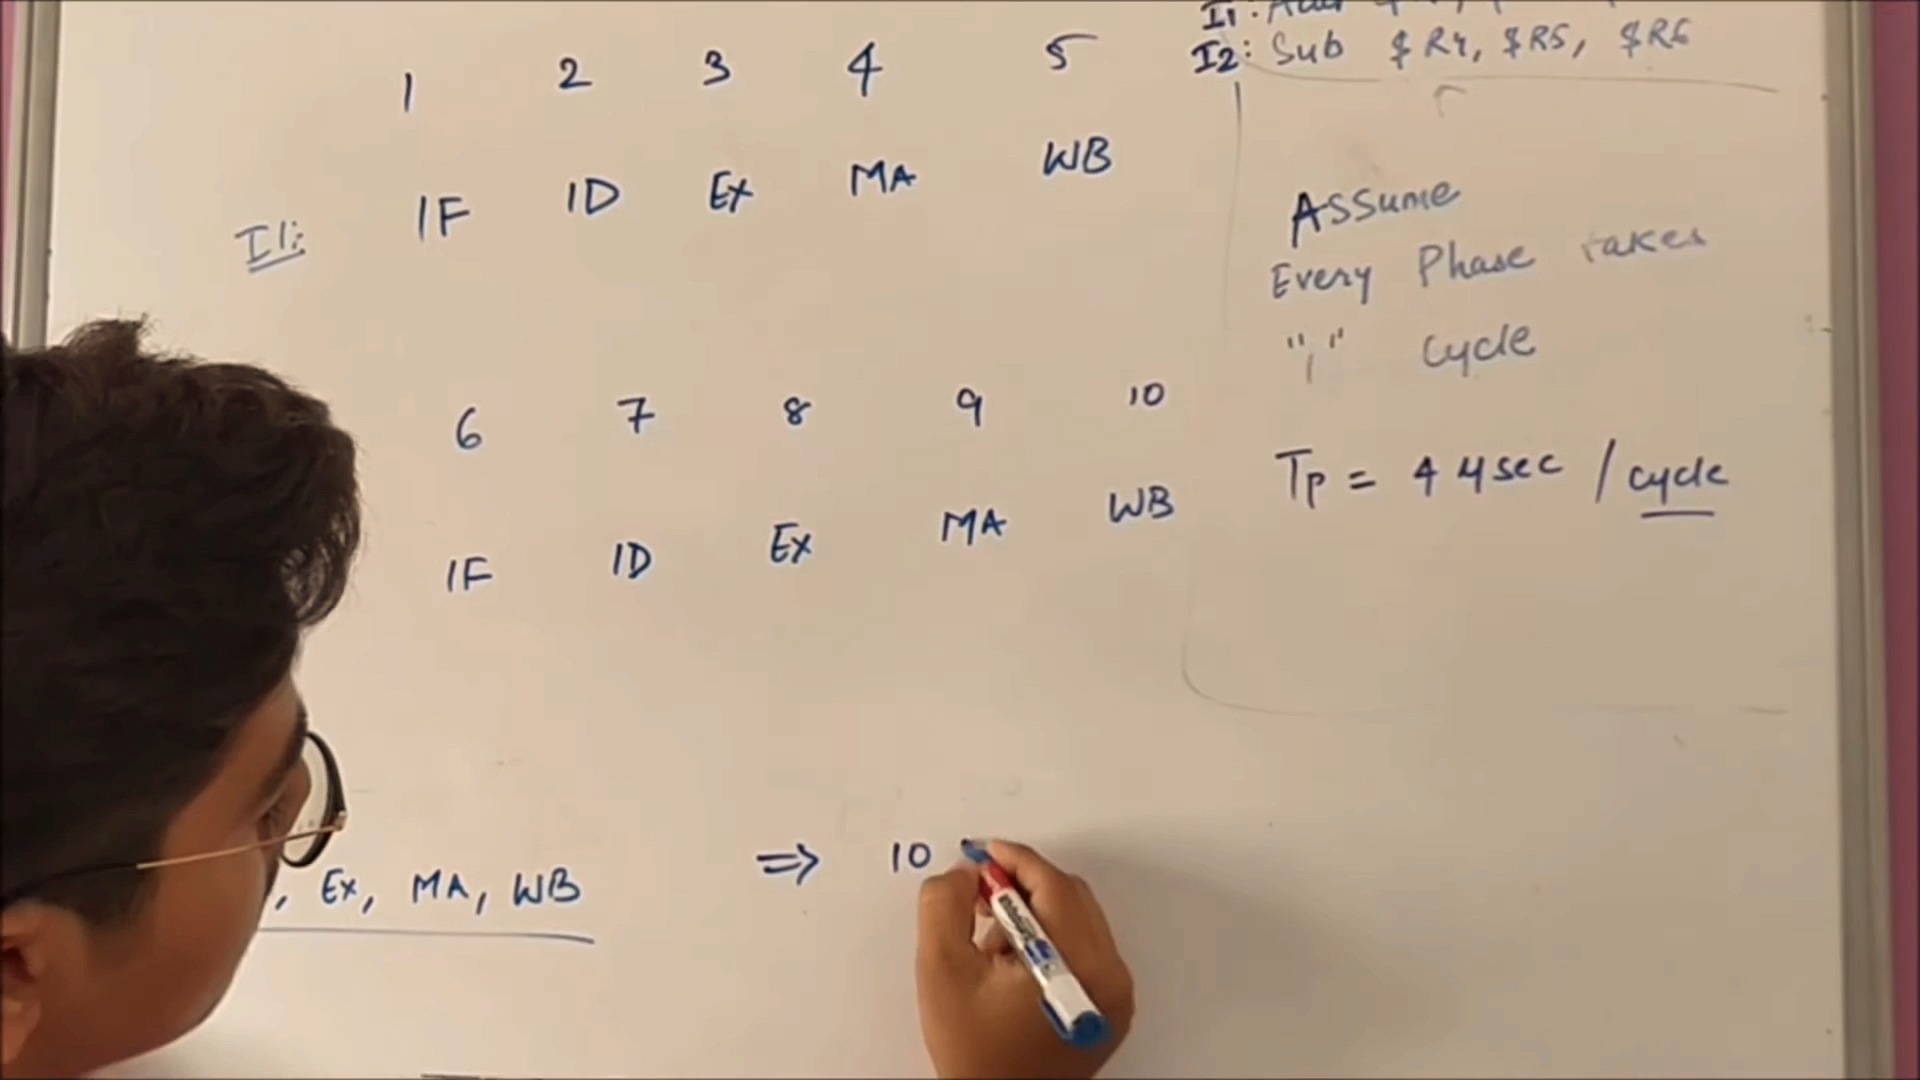 I1:
I2: Sub $R4, $R5, $R6
1 2 3 4 5
I1: IF ID EX MA WB
Assume
Every Phase takes
"1" cycle
6 7 8 9 10
IF ID EX MA WB
Tp = 4 μsec / cycle
, EX, MA, WB ⇒ 10